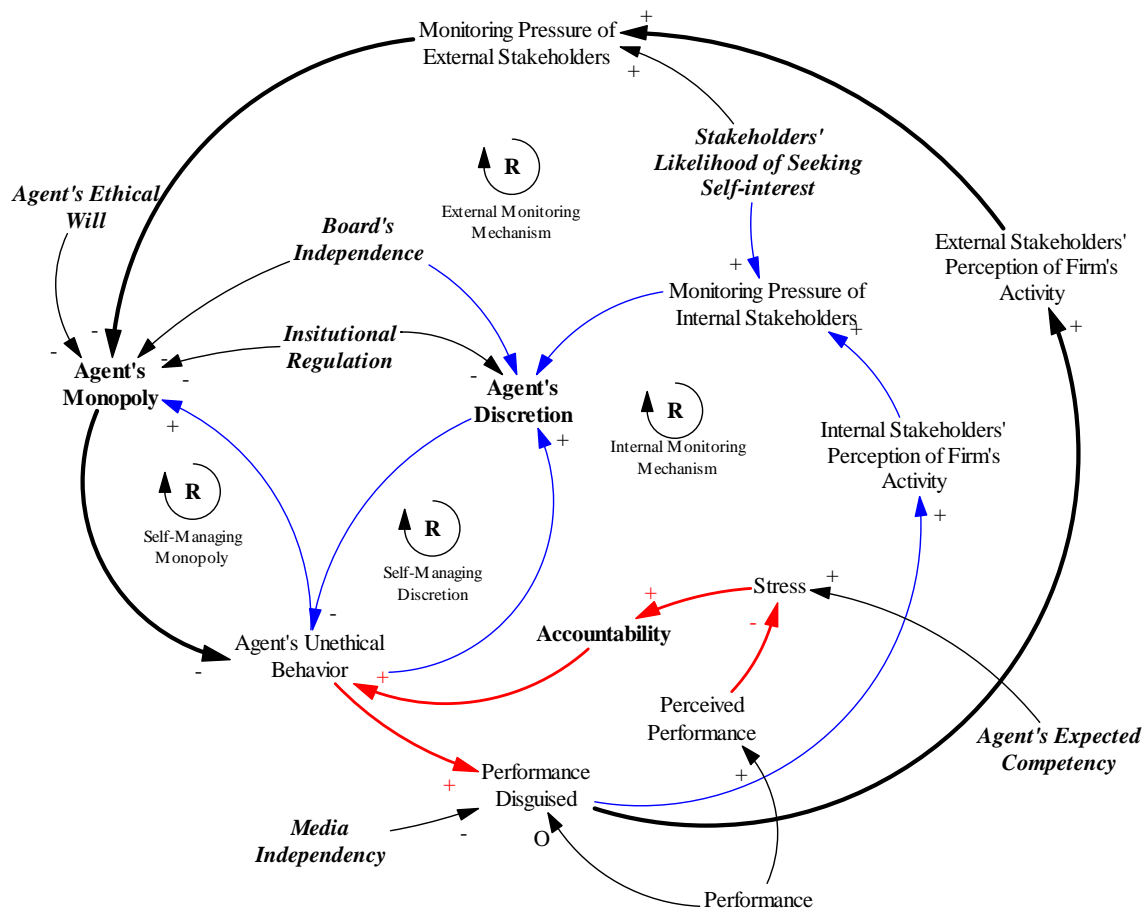 Monitoring Pressure of
External Stakeholders
+
+
Stakeholders'
Likelihood of Seeking
Self-interest
R
External Monitoring
Mechanism
Agent's Ethical
Will
Board's
Independence
External Stakeholders'
Perception of Firm's
Activity
+
+
Monitoring Pressure of
Internal Stakeholders
+
Insitutional
Regulation
-
-
-
-
-
Agent's
Monopoly
+
Agent's
Discretion
+
R
Internal Monitoring
Mechanism
Internal Stakeholders'
Perception of Firm's
Activity
+
R
Self-Managing
Monopoly
R
Self-Managing
Discretion
Stress
+
+
-
Accountability
-
Agent's Unethical
Behavior
-
+
Perceived
Performance
+
Agent's Expected
Competency
Performance
Disguised
+
-
O
Media
Independency
Performance